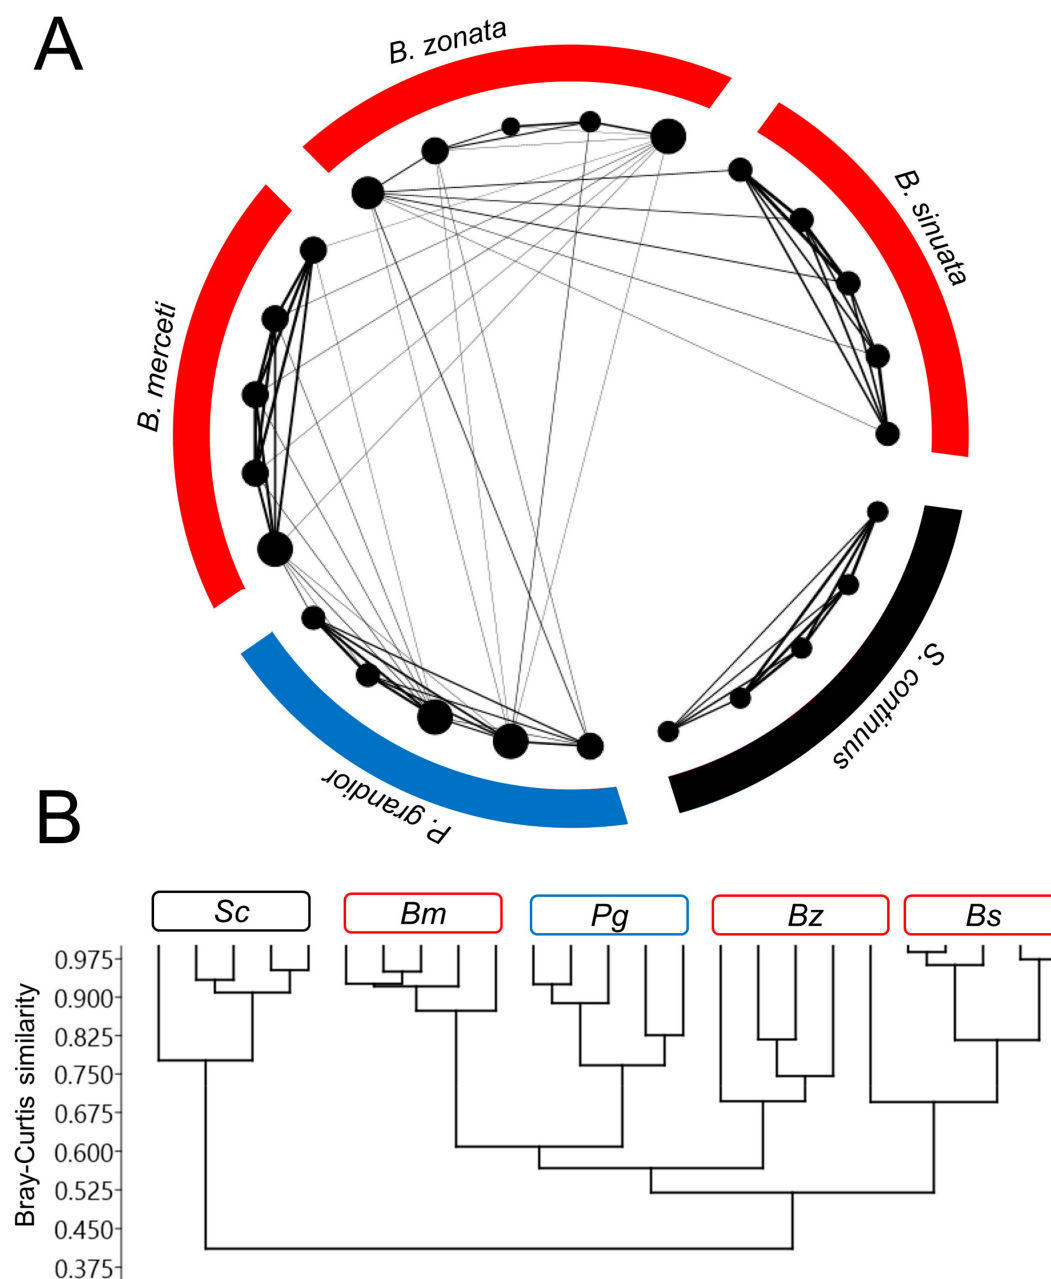 A
B. zonata
B. sinuata
B. merceti
S. continuus
P. grandior
B
Sc
Bm
Pg
Bz
Bs
Bray-Curtis similarity
0.975
0.900
0.825
0.750
0.675
0.600
0.525
0.450
0.375